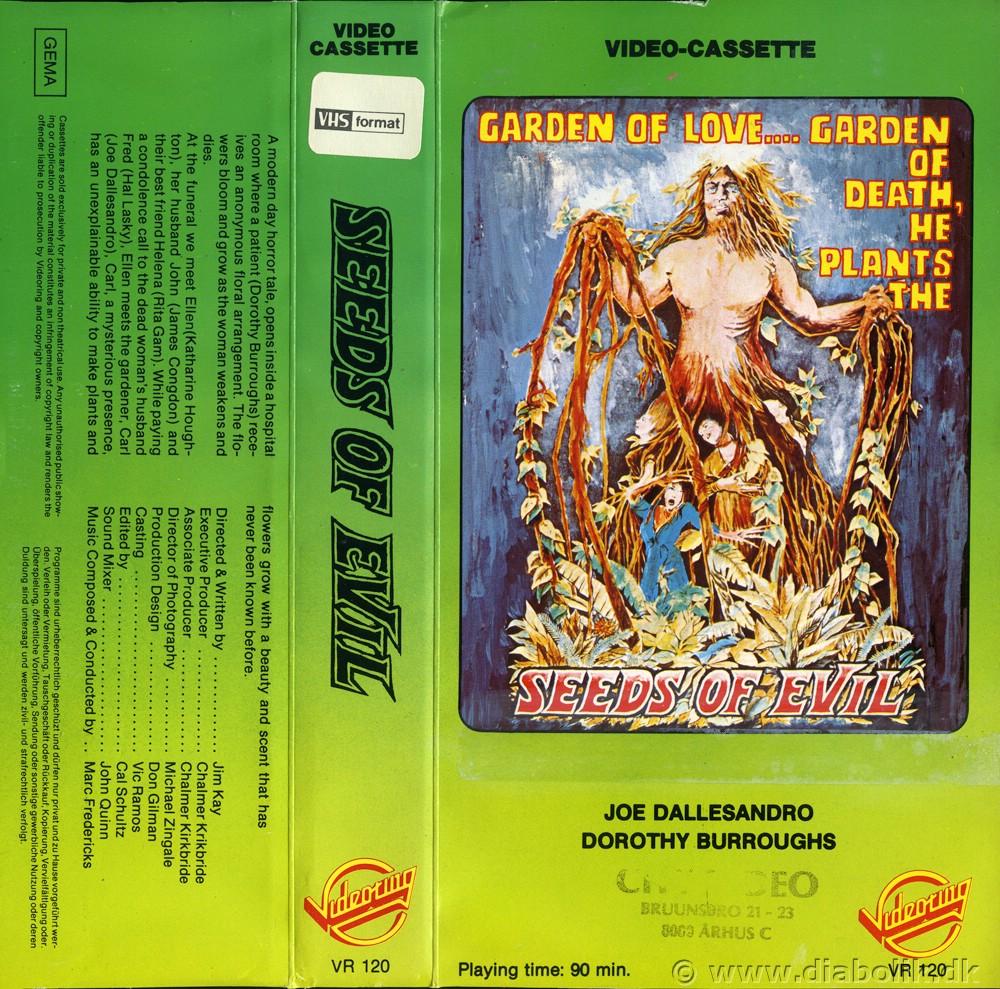 GEMA
Cassettes are sold exclusively for private and non theatrical use. Any unauthorised public show-
ing or duplication of the material constitutes an infringement of copyright law and renders the
offender liable to prosecution by Videoring and copyright owners.
Programme sind urheberrechtlich geschützt und dürfen nur privat und zu Hause vorgeführt wer-
den. Verleih oder Vermietung, Tauschgeschäft oder Rückkauf, Kopierung, Vervielfältigung oder
Überspielung, öffentliche Vorführung, Sendung oder sonstige gewerbliche Nutzung oder deren
Duldung sind untersagt und werden zivil- und strafrechtlich verfolgt.
A modern day horror tale, opens inside a hospital
room where a patient (Dorothy Burroughs) rece-
ives an anonymous floral arrangement. The flo-
wers bloom and grow as the woman weakens and
dies.
At the funeral we meet Ellen(Katharine Hough-
ton), her husband John (James Congdon) and
their best friend Helena (Rita Gam). While paying
a condolence call to the dead woman's husband
Fred (Hal Lasky), Ellen meets the gardener, Carl
(Joe Dallesandro), Carl, a mysterious presence,
has an unexplainable ability to make plants and
flowers grow with a beauty and scent that has
never been known before.
Directed & Written by .......... Jim Kay
Executive Producer .......... Chalmer Krikbride
Associate Producer .......... Chalmer Kirkbride
Director of Photography .......... Michael Zingale
Production Design .......... Don Gilman
Casting .......... Vic Ramos
Edited by .......... Cal Schultz
Sound Mixer .......... John Quinn
Music Composed & Conducted by .. Marc Fredericks
VIDEO
CASSETTE
VHS format
SEEDS OF EVIL
Videoring
VR 120
VIDEO-CASSETTE
GARDEN OF LOVE.... GARDEN
OF
DEATH,
HE
PLANTS
THE
SEEDS OF EVIL
JOE DALLESANDRO
DOROTHY BURROUGHS
BRUUNSBRO 21 - 23
8000 ÅRHUS C
Videoring
Playing time: 90 min.
VR 120
© www.diabolik.dk